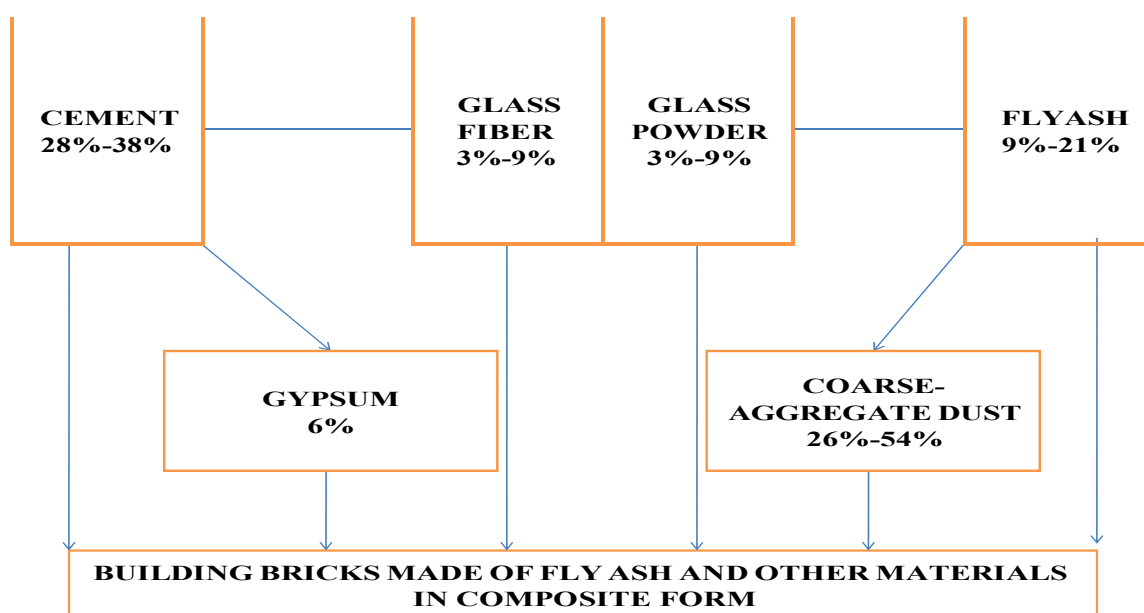 CEMENT
28%-38%
GLASS
FIBER
3%-9%
GLASS
POWDER
3%-9%
FLYASH
9%-21%
GYPSUM
6%
COARSE-
AGGREGATE DUST
26%-54%
BUILDING BRICKS MADE OF FLY ASH AND OTHER MATERIALS
IN COMPOSITE FORM